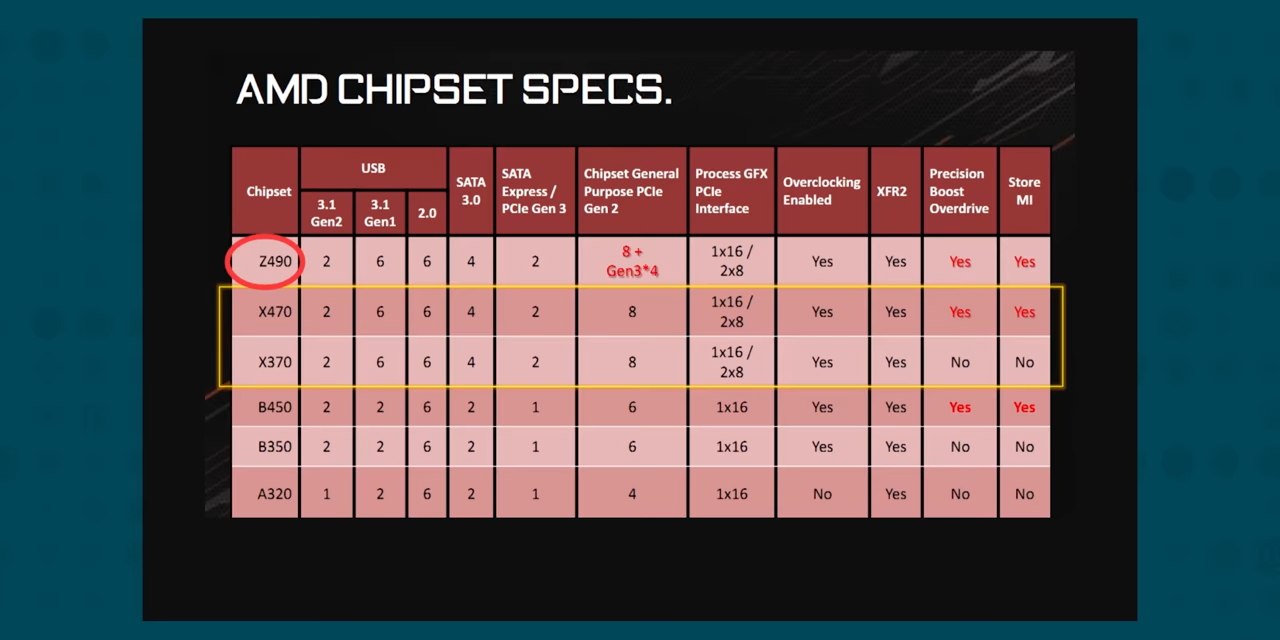 AMD CHIPSET SPECS.
Chipset
USB
3.1 Gen2
3.1 Gen1
2.0
SATA 3.0
SATA Express / PCIe Gen 3
Chipset General Purpose PCIe Gen 2
Process GFX PCIe Interface
Overclocking Enabled
XFR2
Precision Boost Overdrive
Store MI
Z490 2 6 6 4 2 8 + Gen3*4 1x16 / 2x8 Yes Yes Yes Yes
X470 2 6 6 4 2 8 1x16 / 2x8 Yes Yes Yes Yes
X370 2 6 6 4 2 8 1x16 / 2x8 Yes Yes No No
B450 2 2 6 2 1 6 1x16 Yes Yes Yes Yes
B350 2 2 6 2 1 6 1x16 Yes Yes No No
A320 1 2 6 2 1 4 1x16 No Yes No No